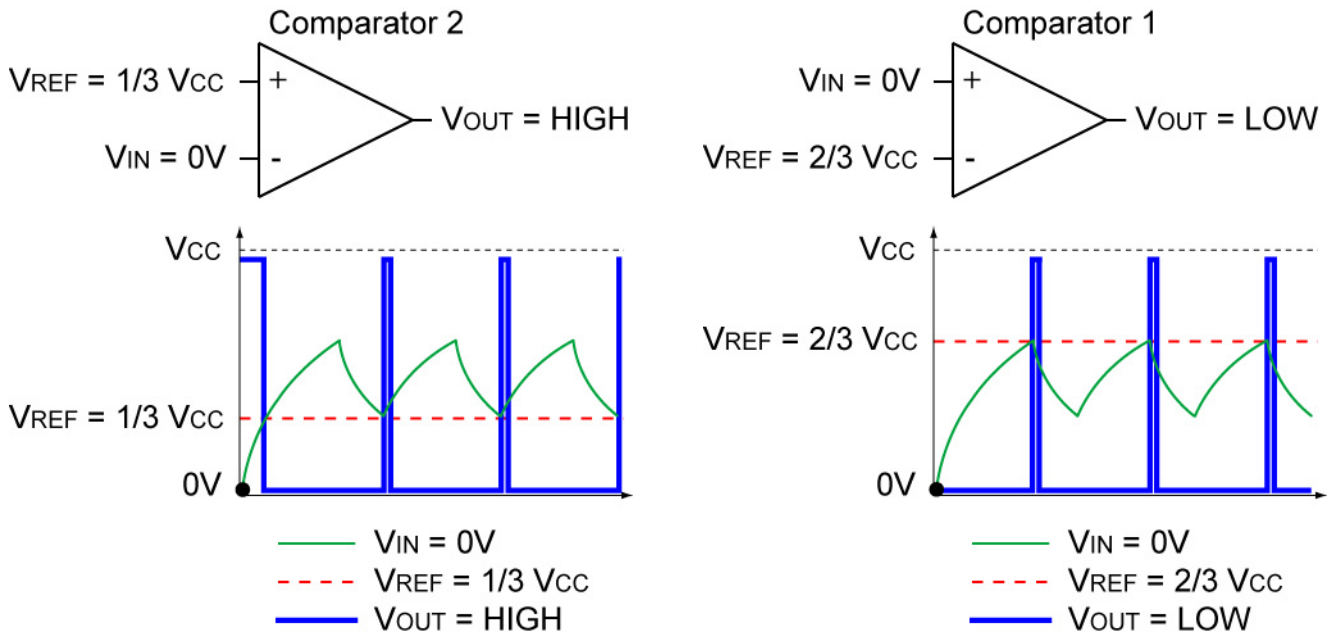 Comparator 2
VREF = 1/3 VCC
+
VIN = 0V
-
VOUT = HIGH
VCC
VREF = 1/3 VCC
0V
VIN = 0V
VREF = 1/3 VCC
VOUT = HIGH
Comparator 1
VIN = 0V
+
VREF = 2/3 VCC
-
VOUT = LOW
VCC
VREF = 2/3 VCC
0V
VIN = 0V
VREF = 2/3 VCC
VOUT = LOW